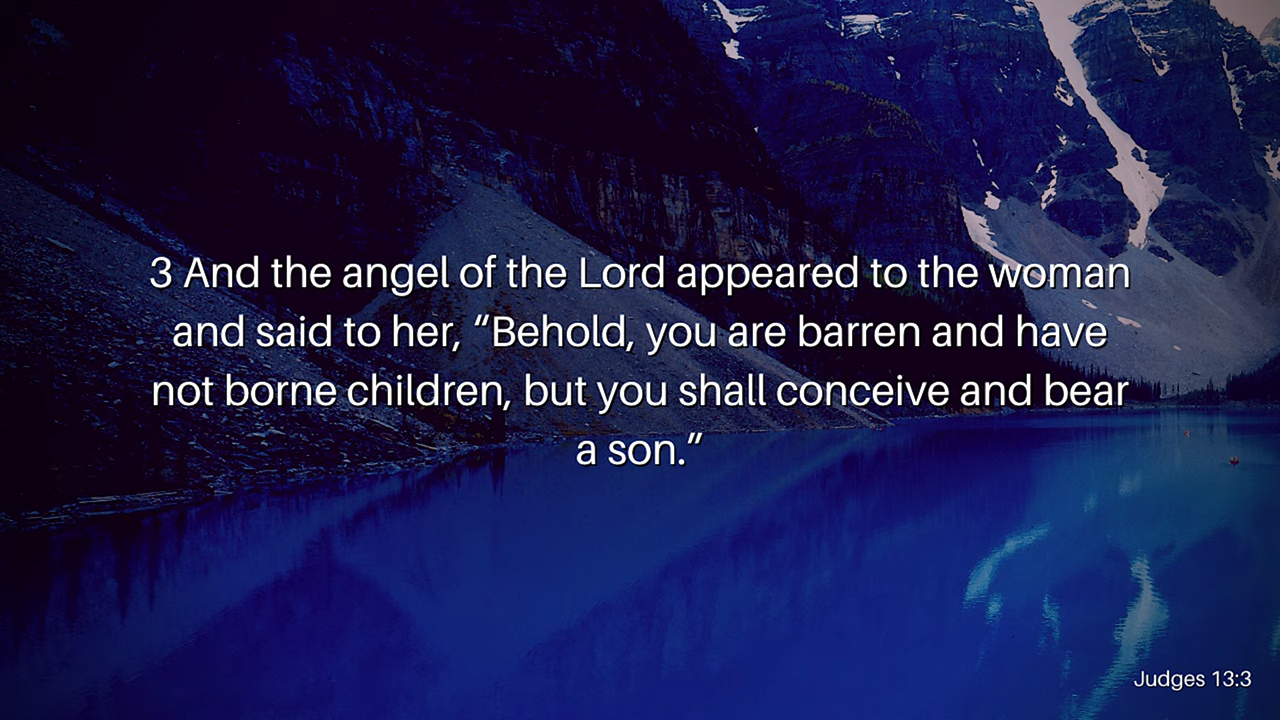 3 And the angel of the Lord appeared to the woman
and said to her, “Behold, you are barren and have
not borne children, but you shall conceive and bear
a son.”
Judges 13:3